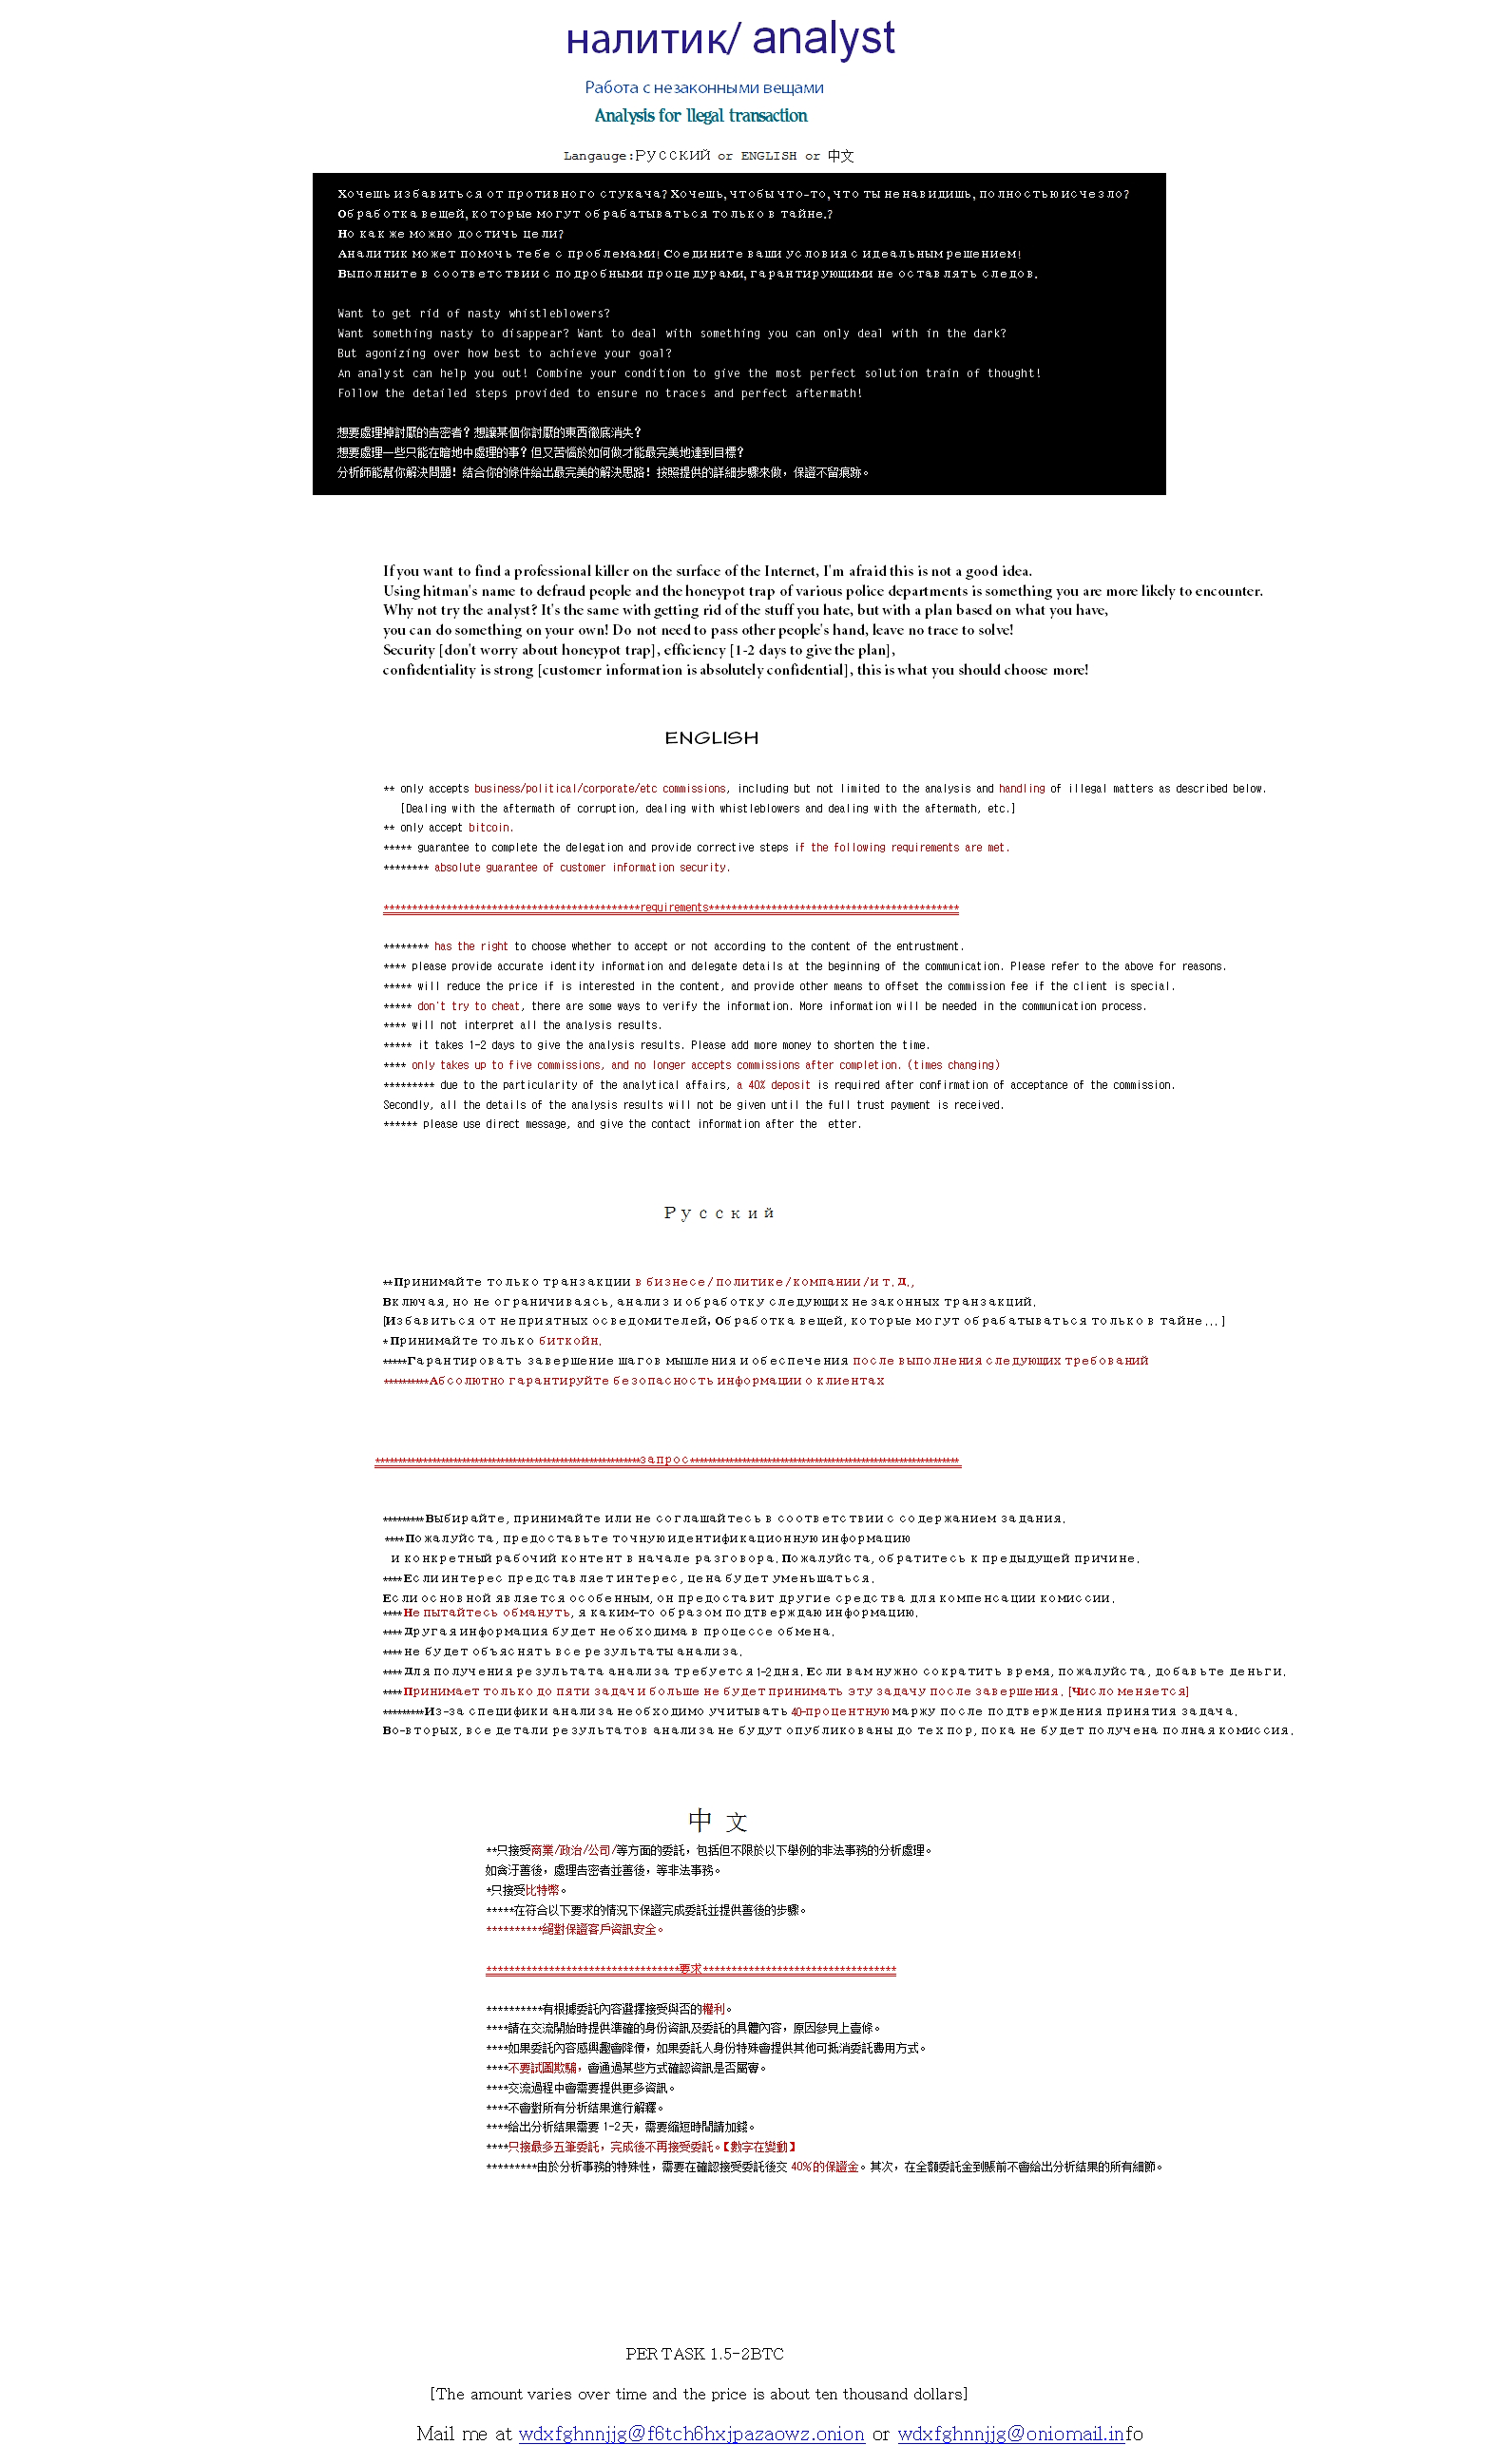 налитик/ analyst
Работа с незаконными вещами
Analysis for llegal transaction
Langauge:РУССКИЙ or ENGLISH or 中文
Хочешь избавиться от противного стукача? Хочешь, чтобы что-то, что ты ненавидишь, полностью исчезло?
Обработка вещей, которые могут обрабатываться только в тайне.?
Но как же можно достичь цели?
Аналитик может помочь тебе с проблемами! Соедините ваши условия с идеальным решением!
Выполните в соответствии с подробными процедурами, гарантирующими не оставлять следов.
Want to get rid of nasty whistleblowers?
Want something nasty to disappear? Want to deal with something you can only deal with in the dark?
But agonizing over how best to achieve your goal?
An analyst can help you out! Combine your condition to give the most perfect solution train of thought!
Follow the detailed steps provided to ensure no traces and perfect aftermath!
想要處理掉討厭的告密者？想讓某個你討厭的東西徹底消失？
想要處理一些只能在暗地中處理的事？但又苦惱於如何做才能最完美地達到目標？
分析師能幫你解決問題！結合你的條件給出最完美的解決思路！按照提供的詳細步驟來做，保證不留痕跡。
If you want to find a professional killer on the surface of the Internet, I'm afraid this is not a good idea.
Using hitman's name to defraud people and the honeypot trap of various police departments is something you are more likely to encounter.
Why not try the analyst? It's the same with getting rid of the stuff you hate, but with a plan based on what you have,
you can do something on your own! Do not need to pass other people's hand, leave no trace to solve!
Security [don't worry about honeypot trap], efficiency [1-2 days to give the plan],
confidentiality is strong [customer information is absolutely confidential], this is what you should choose more!
ENGLISH
** only accepts business/political/corporate/etc commissions, including but not limited to the analysis and handling of illegal matters as described below.
[Dealing with the aftermath of corruption, dealing with whistleblowers and dealing with the aftermath, etc.]
** only accept bitcoin.
***** guarantee to complete the delegation and provide corrective steps if the following requirements are met.
******** absolute guarantee of customer information security.
*********************************************requirements********************************************
******** has the right to choose whether to accept or not according to the content of the entrustment.
**** please provide accurate identity information and delegate details at the beginning of the communication. Please refer to the above for reasons.
***** will reduce the price if is interested in the content, and provide other means to offset the commission fee if the client is special.
***** don't try to cheat, there are some ways to verify the information. More information will be needed in the communication process.
**** will not interpret all the analysis results.
***** it takes 1-2 days to give the analysis results. Please add more money to shorten the time.
**** only takes up to five commissions, and no longer accepts commissions after completion. (times changing)
********* due to the particularity of the analytical affairs, a 40% deposit is required after confirmation of acceptance of the commission.
Secondly, all the details of the analysis results will not be given until the full trust payment is received.
****** please use direct message, and give the contact information after the etter.
Русский
**Принимайте только транзакции в бизнесе/политике/компании/и т.Д.,
Включая, но не ограничиваясь, анализ и обработку следующих незаконных транзакций.
[Избавиться от неприятных осведомителей, Обработка вещей, которые могут обрабатываться только в тайне...]
*Принимайте только биткойн.
*****Гарантировать завершение шагов мышления и обеспечения после выполнения следующих требований
**********Абсолютно гарантируйте безопасность информации о клиентах
**********************************************************запрос**********************************************************
*********Выбирайте, принимайте или не соглашайтесь в соответствии с содержанием задания.
****Пожалуйста, предоставьте точную идентификационную информацию
и конкретный рабочий контент в начале разговора. Пожалуйста, обратитесь к предыдущей причине.
****Если интерес представляет интерес, цена будет уменьшаться.
Если основной является особенным, он предоставит другие средства для компенсации комиссии.
****Не пытайтесь обмануть, я каким-то образом подтверждаю информацию.
****Другая информация будет необходима в процессе обмена.
****не будет объяснять все результаты анализа.
****Для получения результата анализа требуется 1-2 дня. Если вам нужно сократить время, пожалуйста, добавьте деньги.
****Принимает только до пяти задач и больше не будет принимать эту задачу после завершения. [Число меняется]
*********Из-за специфики анализа необходимо учитывать 40-процентную маржу после подтверждения принятия задача.
Во-вторых, все детали результатов анализа не будут опубликованы до тех пор, пока не будет получена полная комиссия.
中 文
**只接受商業/政治/公司/等方面的委託，包括但不限於以下舉例的非法事務的分析處理。
如貪汙善後，處理告密者並善後，等非法事務。
*只接受比特幣。
*****在符合以下要求的情況下保證完成委託並提供善後的步驟。
**********絕對保證客戶資訊安全。
**********************************要求**********************************
**********有根據委託內容選擇接受與否的權利。
****請在交流開始時提供準確的身份資訊及委託的具體內容，原因參見上壹條。
****如果委託內容感興趣會降價，如果委託人身份特殊會提供其他可抵消委託費用方式。
****不要試圖欺騙，會通過某些方式確認資訊是否屬實。
****交流過程中會需要提供更多資訊。
****不會對所有分析結果進行解釋。
****給出分析結果需要 1-2 天，需要縮短時間請加錢。
****只接最多五筆委託，完成後不再接受委託。【數字在變動】
*********由於分析事務的特殊性，需要在確認接受委託後交 40% 的保證金。其次，在全額委託金到賬前不會給出分析結果的所有細節。
PER TASK 1.5-2BTC
[The amount varies over time and the price is about ten thousand dollars]
Mail me at wdxfghnnjjg@f6tch6hxjpazaowz.onion or wdxfghnnjjg@oniomail.info